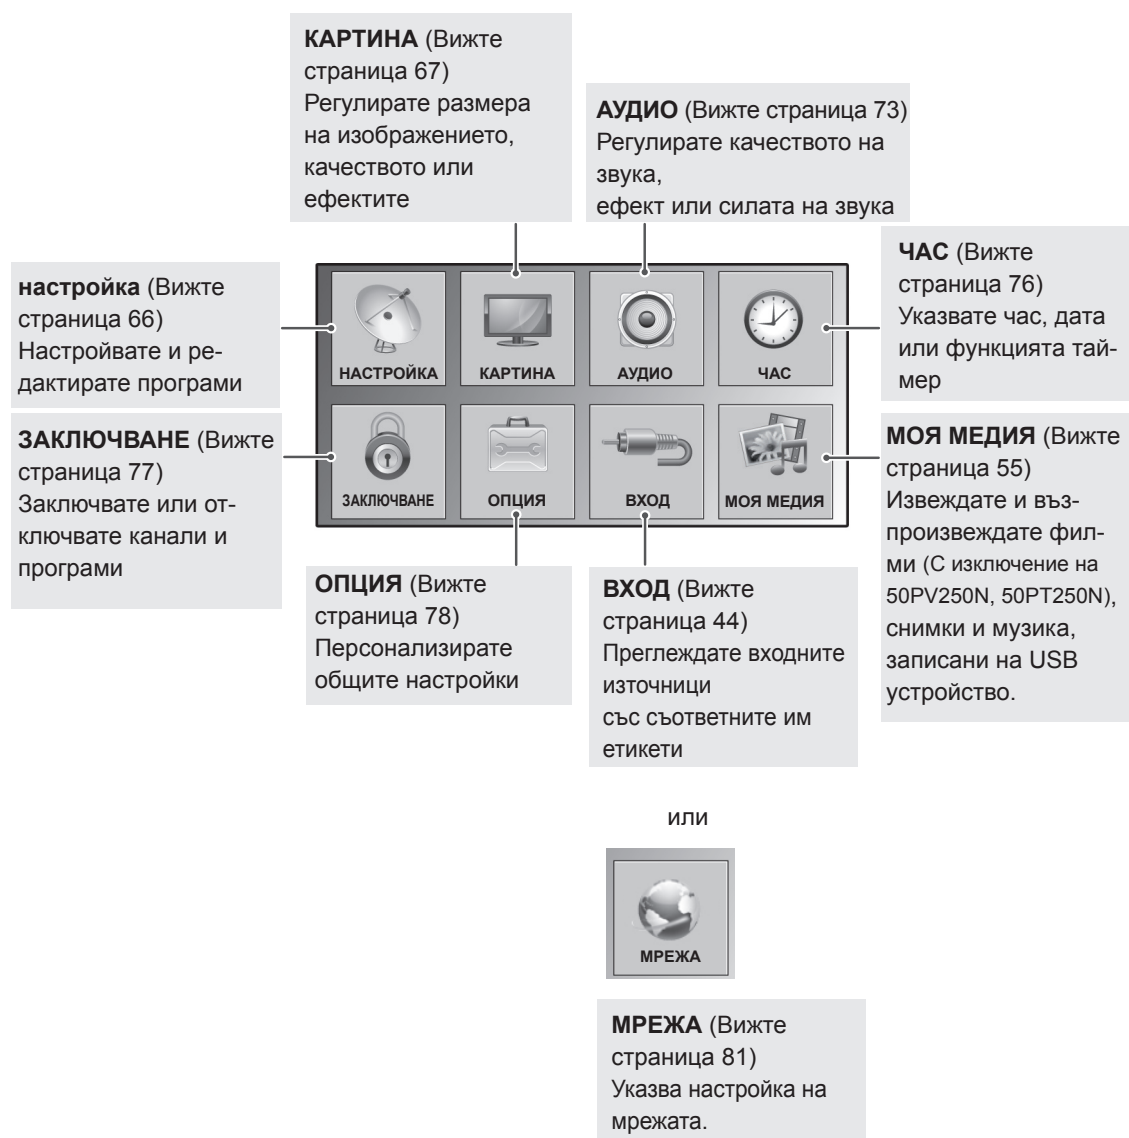 КАРТИНА (Вижте
страница 67)
Регулирате размера
на изображението,
качеството или
ефектите
АУДИО (Вижте страница 73)
Регулирате качеството на
звука,
ефект или силата на звука
настройка (Вижте
страница 66)
Настройвате и ре-
дактирате програми
ЧАС (Вижте
страница 76)
Указвате час, дата
или функцията тай-
мер
НАСТРОЙКА
КАРТИНА
АУДИО
ЧАС
ЗАКЛЮЧВАНЕ (Вижте
страница 77)
Заключвате или от-
ключвате канали и
програми
ЗАКЛЮЧВАНЕ
ОПЦИЯ
ВХОД
МОЯ МЕДИЯ
МОЯ МЕДИЯ (Вижте
страница 55)
Извеждате и въз-
произвеждате фил-
ми (С изключение на
50PV250N, 50PT250N),
снимки и музика,
записани на USB
устройство.
ОПЦИЯ (Вижте
страница 78)
Персонализирате
общите настройки
ВХОД (Вижте
страница 44)
Преглеждате входните
източници
със съответните им
етикети
или
МРЕЖА
МРЕЖА (Вижте
страница 81)
Указва настройка на
мрежата.